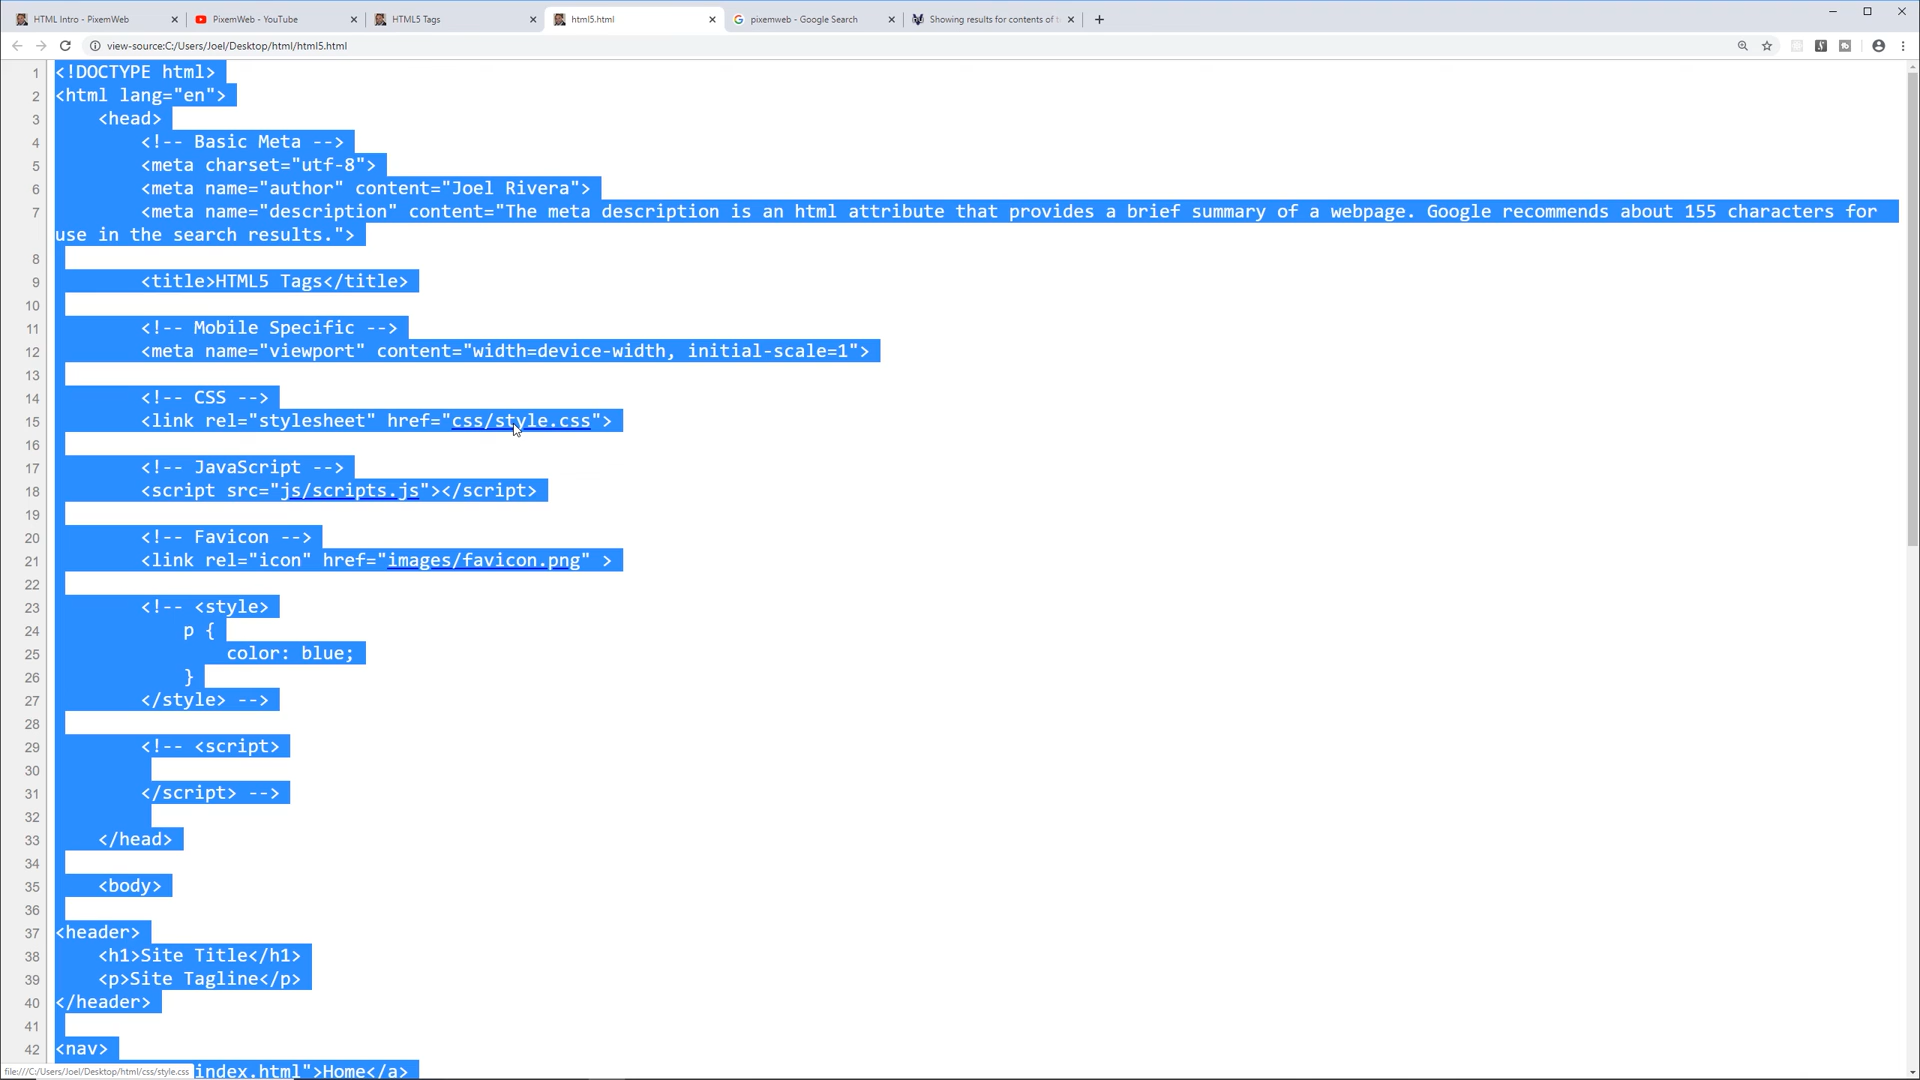 HTML Intro - PixemWeb
PixemWeb - YouTube
HTML5 Tags
html5.html
pixemweb - Google Search
Showing results for contents of
view-source:C:/Users/Joel/Desktop/html/html5.html
1 <!DOCTYPE html>
2 <html lang="en">
3 <head>
4 <!-- Basic Meta -->
5 <meta charset="utf-8">
6 <meta name="author" content="Joel Rivera">
7 <meta name="description" content="The meta description is an html attribute that provides a brief summary of a webpage. Google recommends about 155 characters for
use in the search results.">
8
9 <title>HTML5 Tags</title>
10
11 <!-- Mobile Specific -->
12 <meta name="viewport" content="width=device-width, initial-scale=1">
13
14 <!-- CSS -->
15 <link rel="stylesheet" href="css/style.css">
16
17 <!-- JavaScript -->
18 <script src="js/scripts.js"></script>
19
20 <!-- Favicon -->
21 <link rel="icon" href="images/favicon.png" >
22
23 <!-- <style>
24 p {
25 color: blue;
26 }
27 </style> -->
28
29 <!-- <script>
30
31 </script> -->
32
33 </head>
34
35 <body>
36
37 <header>
38 <h1>Site Title</h1>
39 <p>Site Tagline</p>
40 </header>
41
42 <nav>
index.html">Home</a>
file:///C:/Users/Joel/Desktop/html/css/style.css